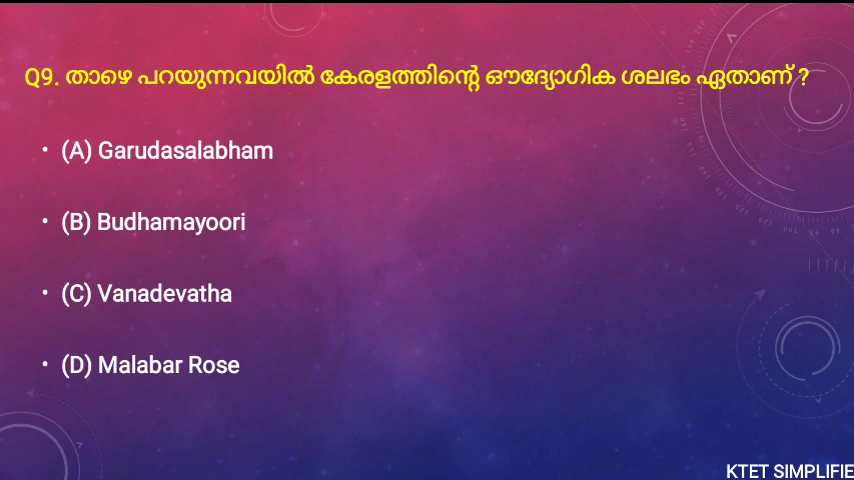 Q9. താഴെ പറയുന്നവയിൽ കേരളത്തിന്റെ ഔദ്യോഗിക ശലഭം ഏതാണ് ?
• (A) Garudasalabham
• (B) Budhamayoori
• (C) Vanadevatha
• (D) Malabar Rose
KTET SIMPLIFIE